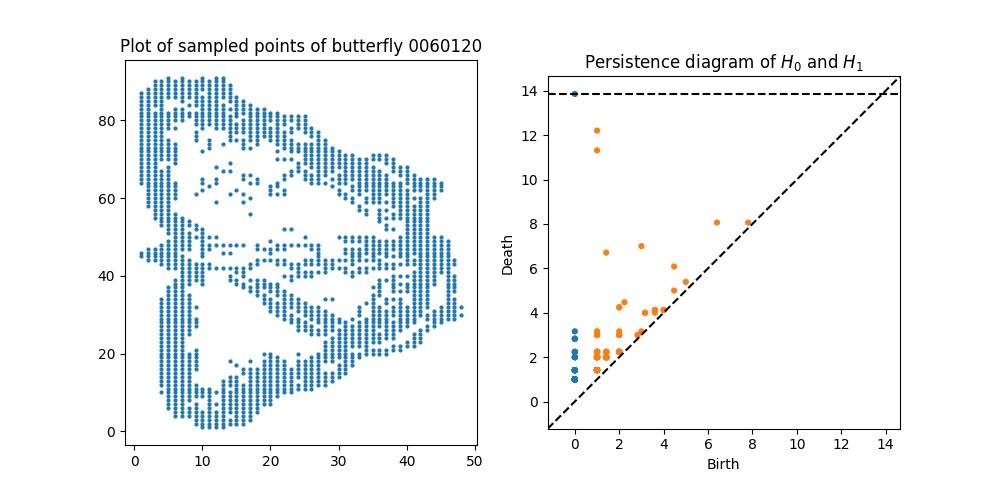 Plot of sampled points of butterfly 0060120
80
60
40
20
0
0 10 20 30 40 50
Persistence diagram of $H_0$ and $H_1$
14
12
10
8
6
4
2
0
Death
0 2 4 6 8 10 12 14
Birth